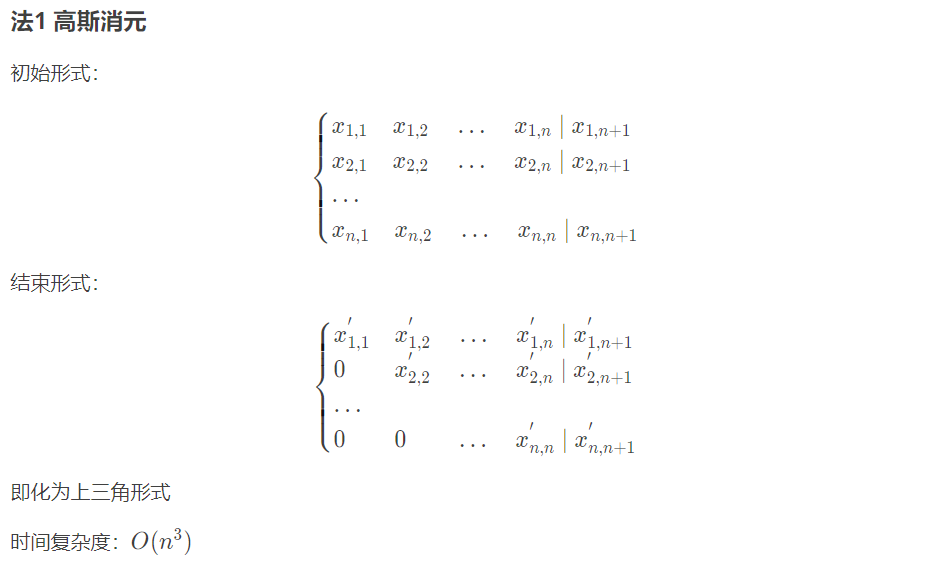 法1 高斯消元
初始形式：
x_{1,1} x_{1,2} … x_{1,n} | x_{1,n+1}
x_{2,1} x_{2,2} … x_{2,n} | x_{2,n+1}
…
x_{n,1} x_{n,2} … x_{n,n} | x_{n,n+1}
结束形式：
x'_{1,1} x'_{1,2} … x'_{1,n} | x'_{1,n+1}
0 x'_{2,2} … x'_{2,n} | x'_{2,n+1}
…
0 0 … x'_{n,n} | x'_{n,n+1}
即化为上三角形式
时间复杂度：O(n^3)